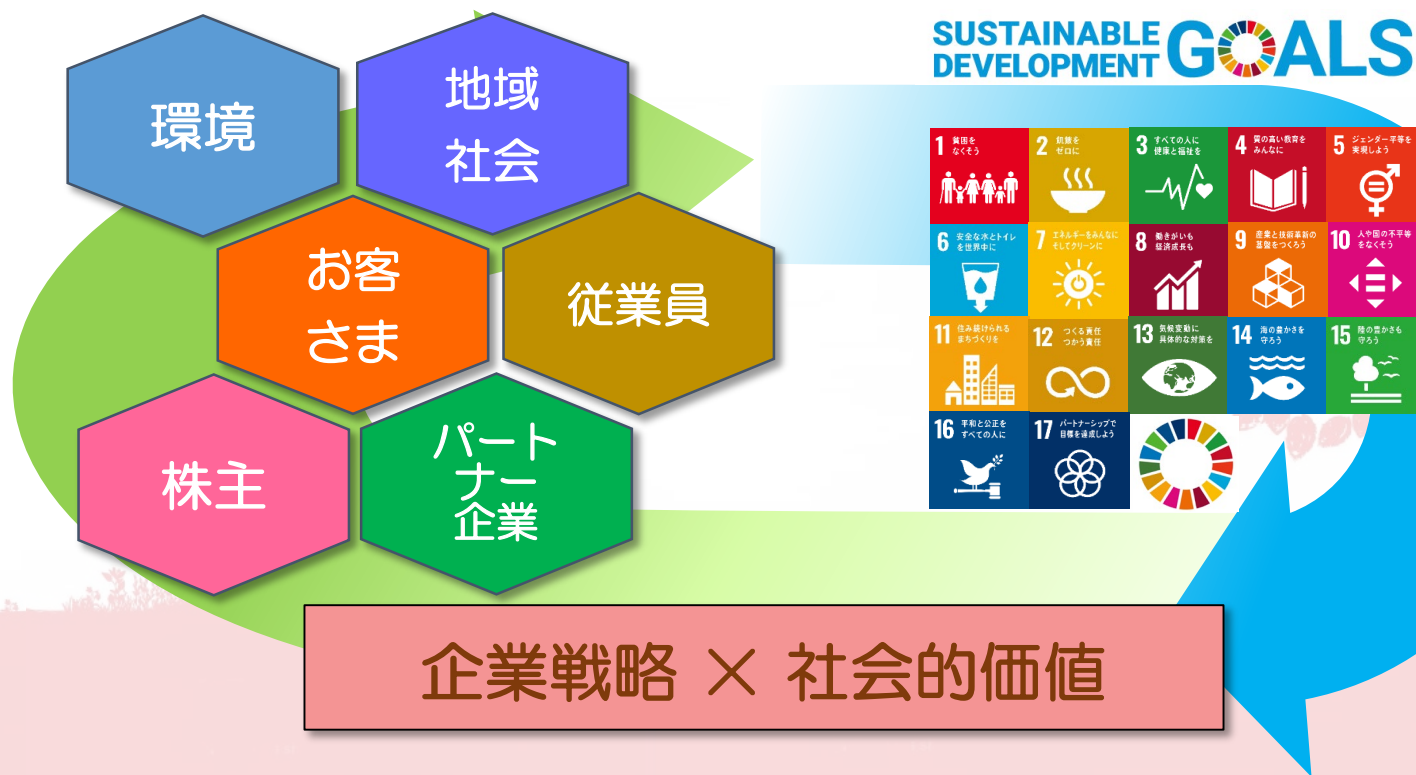 環境
地域
社会
お客
さま
従業員
株主
パート
ナー
企業
SUSTAINABLE
DEVELOPMENT
GOALS
1 貧困を
なくそう
2 飢餓を
ゼロに
3 すべての人に
健康と福祉を
4 質の高い教育を
みんなに
5 ジェンダー平等を
実現しよう
6 安全な水とトイレ
を世界中に
7 エネルギーをみんなに
そしてクリーンに
8 働きがいも
経済成長も
9 産業と技術革新の
基盤をつくろう
10 人や国の不平等
をなくそう
11 住み続けられる
まちづくりを
12 つくる責任
つかう責任
13 気候変動に
具体的な対策を
14 海の豊かさを
守ろう
15 陸の豊かさも
守ろう
16 平和と公正を
すべての人に
17 パートナーシップで
目標を達成しよう
企業戦略 × 社会的価値